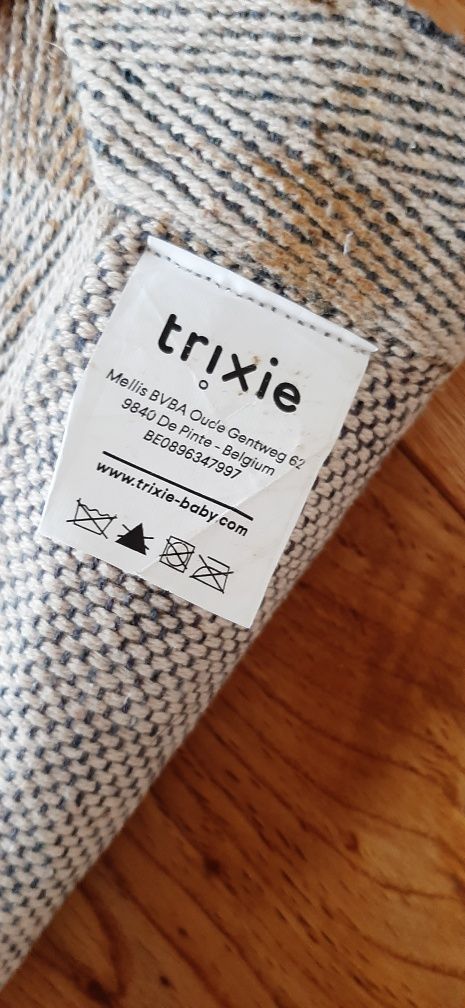 trixie
Mellis BVBA Oude Gentweg 62
9840 De Pinte - Belgium
BE0896347997
www.trixie-baby.com